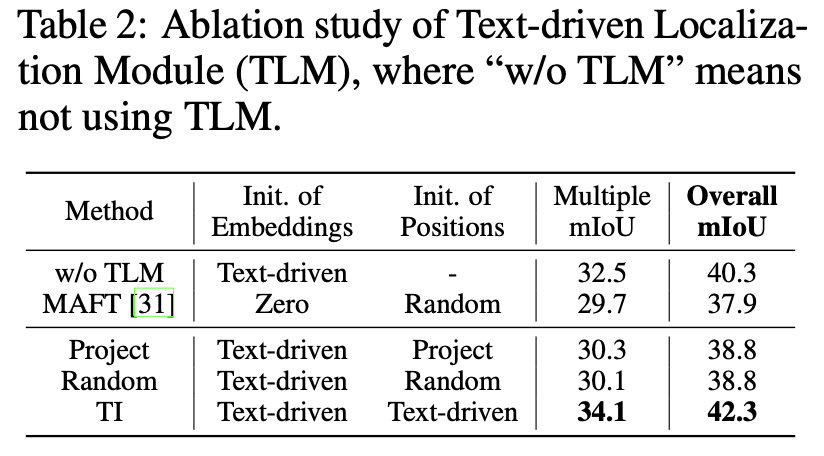 Table 2: Ablation study of Text-driven Localiza-
tion Module (TLM), where “w/o TLM” means
not using TLM.
Method Init. of Embeddings Init. of Positions Multiple mIoU Overall mIoU
w/o TLM Text-driven - 32.5 40.3
MAFT [31] Zero Random 29.7 37.9
Project Text-driven Project 30.3 38.8
Random Text-driven Random 30.1 38.8
TI Text-driven Text-driven 34.1 42.3